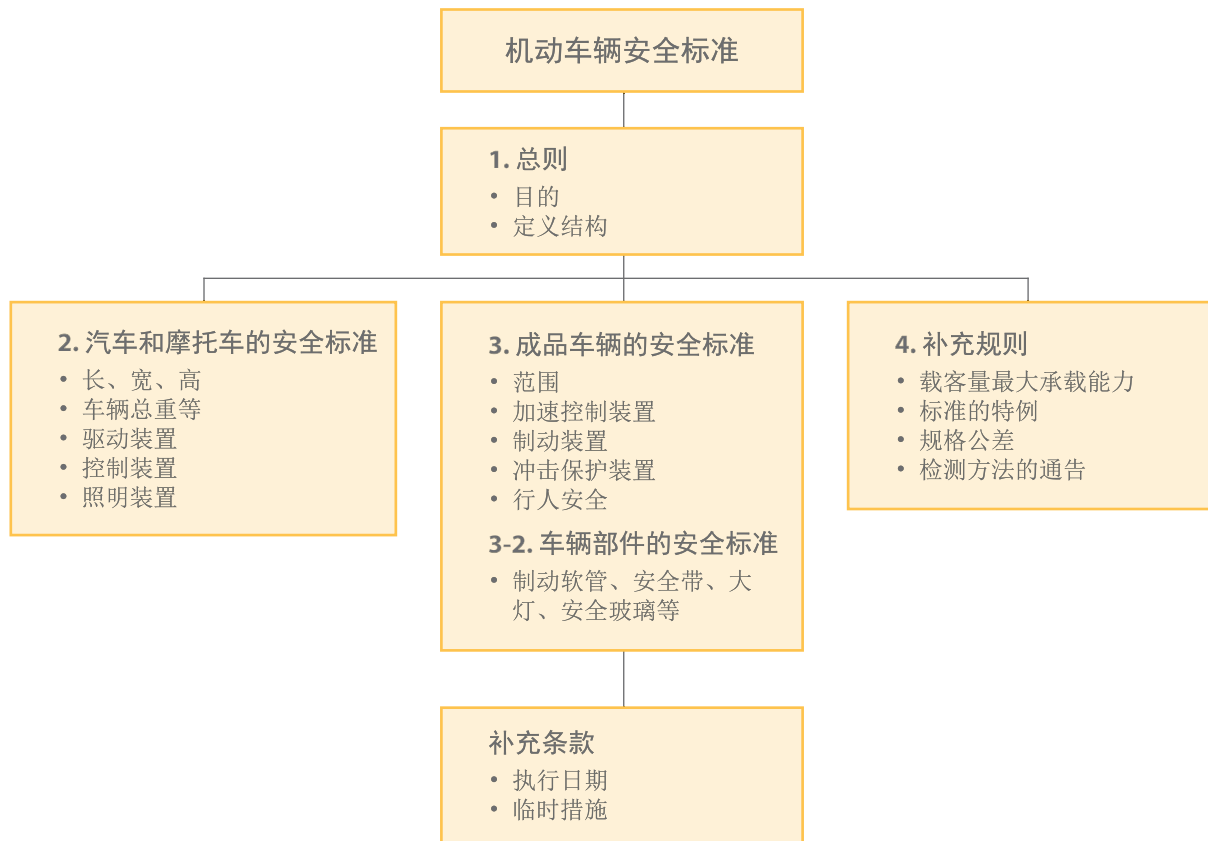 机动车辆安全标准
1. 总则
• 目的
• 定义结构
2. 汽车和摩托车的安全标准
• 长、宽、高
• 车辆总重等
• 驱动装置
• 控制装置
• 照明装置
3. 成品车辆的安全标准
• 范围
• 加速控制装置
• 制动装置
• 冲击保护装置
• 行人安全
3-2. 车辆部件的安全标准
• 制动软管、安全带、大
灯、安全玻璃等
4. 补充规则
• 载客量最大承载能力
• 标准的特例
• 规格公差
• 检测方法的通告
补充条款
• 执行日期
• 临时措施